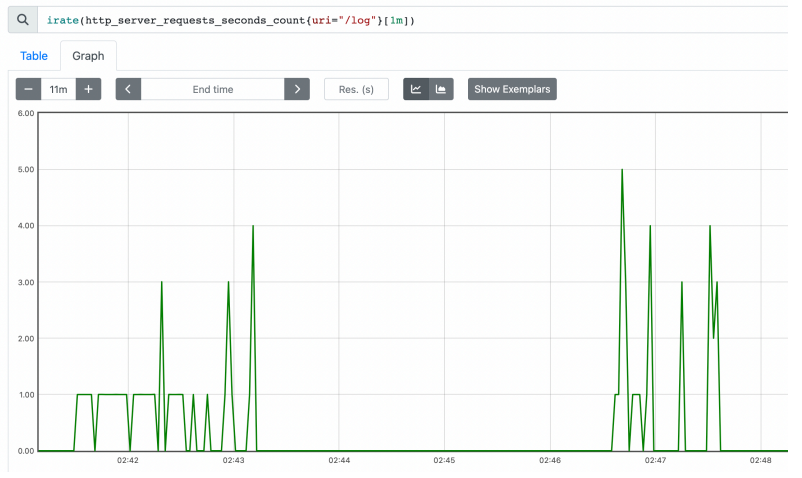 irate(http_server_requests_seconds_count{uri="/log"}[1m])
Table Graph
− 11m + < End time > Res. (s) Show Exemplars
6.00
5.00
4.00
3.00
2.00
1.00
0.00
02:42 02:43 02:44 02:45 02:46 02:47 02:48